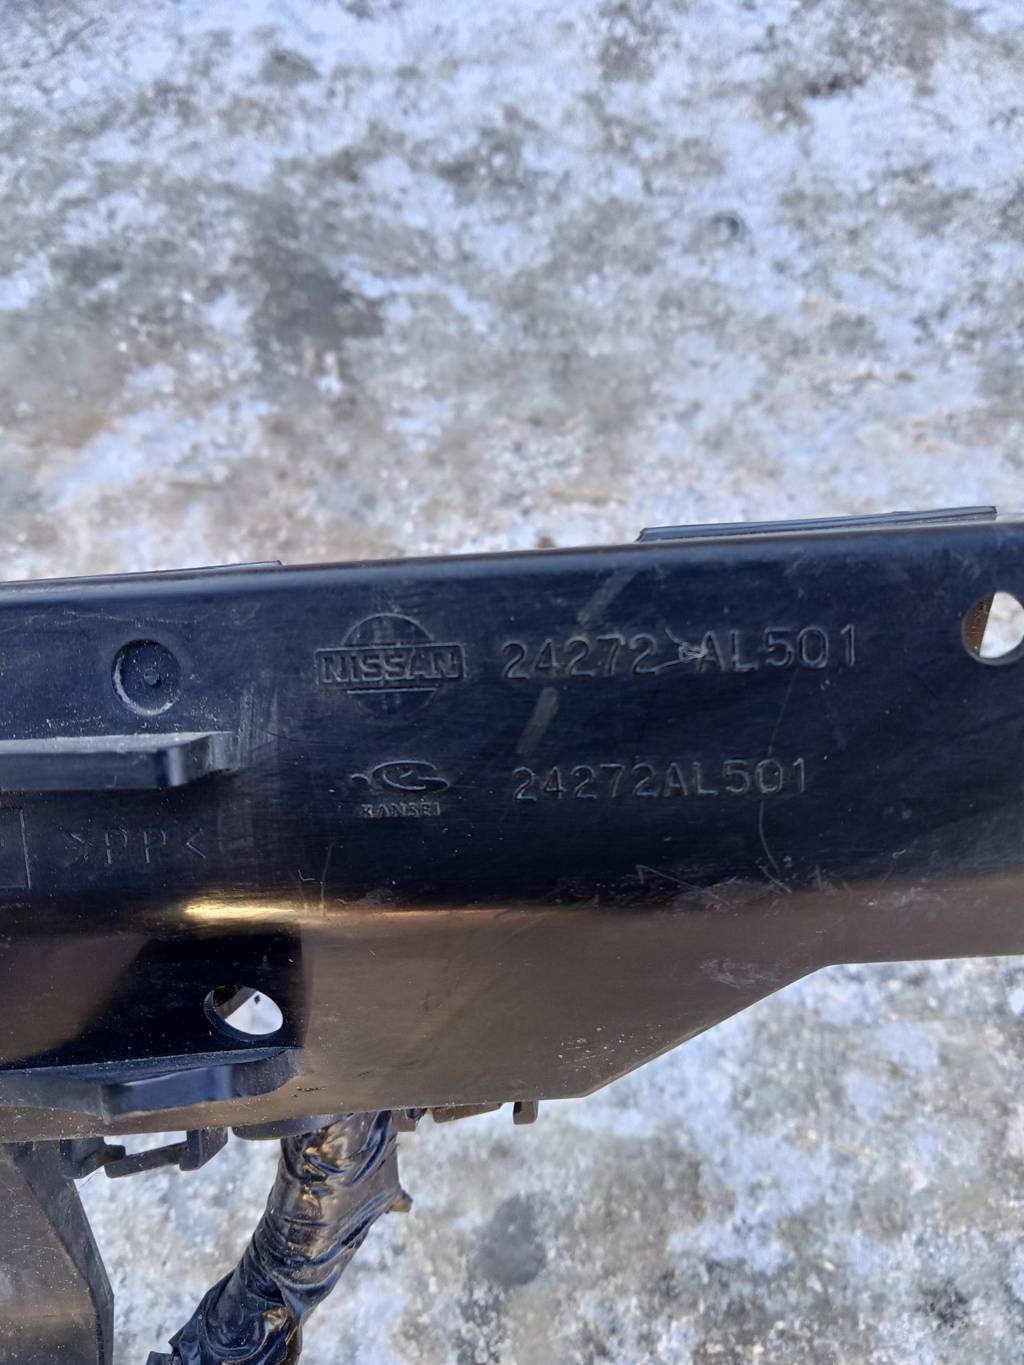 NISSAN 24272 AL501
KANSEI 24272AL501
>PP<